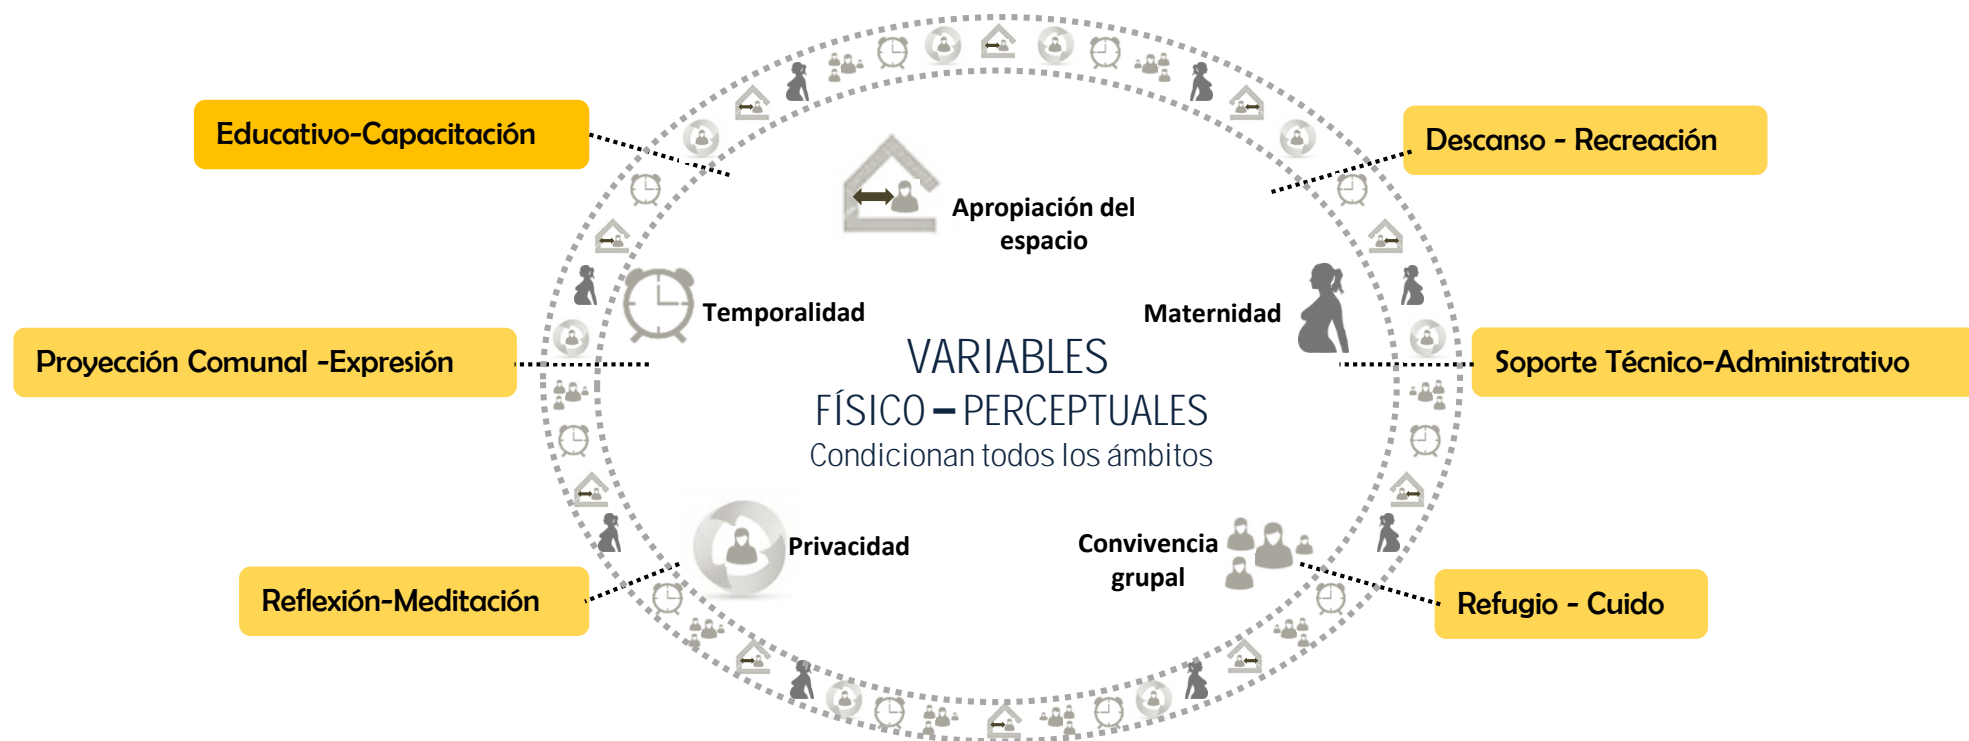 Educativo-Capacitación
Descanso - Recreación
Apropiación del
espacio
Temporalidad
Maternidad
VARIABLES
FÍSICO – PERCEPTUALES
Condicionan todos los ámbitos
Proyección Comunal -Expresión
Soporte Técnico-Administrativo
Privacidad
Convivencia
grupal
Reflexión-Meditación
Refugio - Cuido